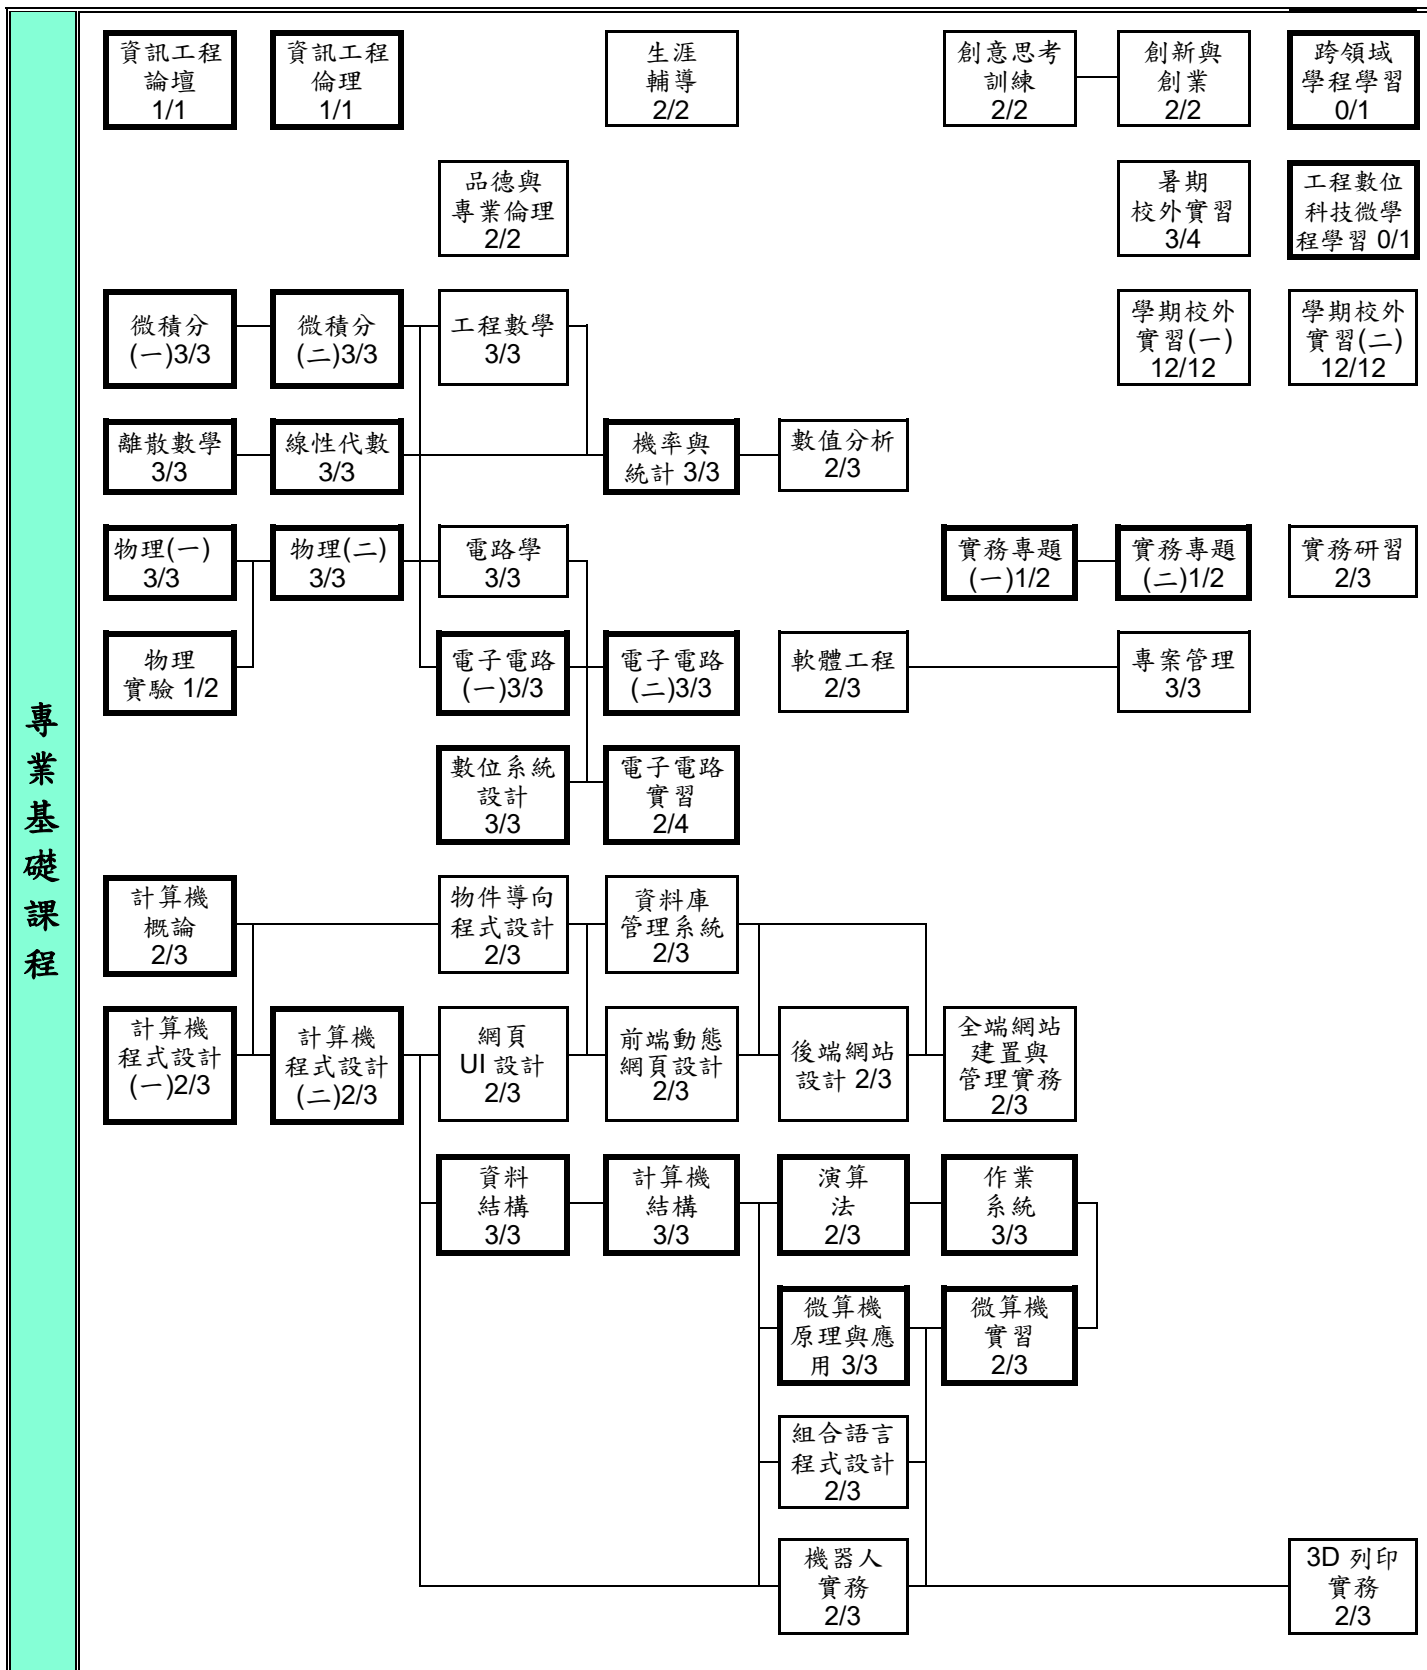 專業基礎課程
資訊工程
論壇
1/1
資訊工程
倫理
1/1
生涯
輔導
2/2
創意思考
訓練
2/2
創新與
創業
2/2
跨領域
學程學習
0/1
品德與
專業倫理
2/2
暑期
校外實習
3/4
工程數位
科技微學
程學習 0/1
微積分
(一)3/3
微積分
(二)3/3
工程數學
3/3
學期校外
實習(一)
12/12
學期校外
實習(二)
12/12
離散數學
3/3
線性代數
3/3
機率與
統計 3/3
數值分析
2/3
物理(一)
3/3
物理(二)
3/3
電路學
3/3
實務專題
(一)1/2
實務專題
(二)1/2
實務研習
2/3
物理
實驗 1/2
電子電路
(一)3/3
電子電路
(二)3/3
軟體工程
2/3
專案管理
3/3
數位系統
設計
3/3
電子電路
實習
2/4
計算機
概論
2/3
物件導向
程式設計
2/3
資料庫
管理系統
2/3
計算機
程式設計
(一)2/3
計算機
程式設計
(二)2/3
網頁
UI 設計
2/3
前端動態
網頁設計
2/3
後端網站
設計 2/3
全端網站
建置與
管理實務
2/3
資料
結構
3/3
計算機
結構
3/3
演算
法
2/3
作業
系統
3/3
微算機
原理與應
用 3/3
微算機
實習
2/3
組合語言
程式設計
2/3
機器人
實務
2/3
3D 列印
實務
2/3